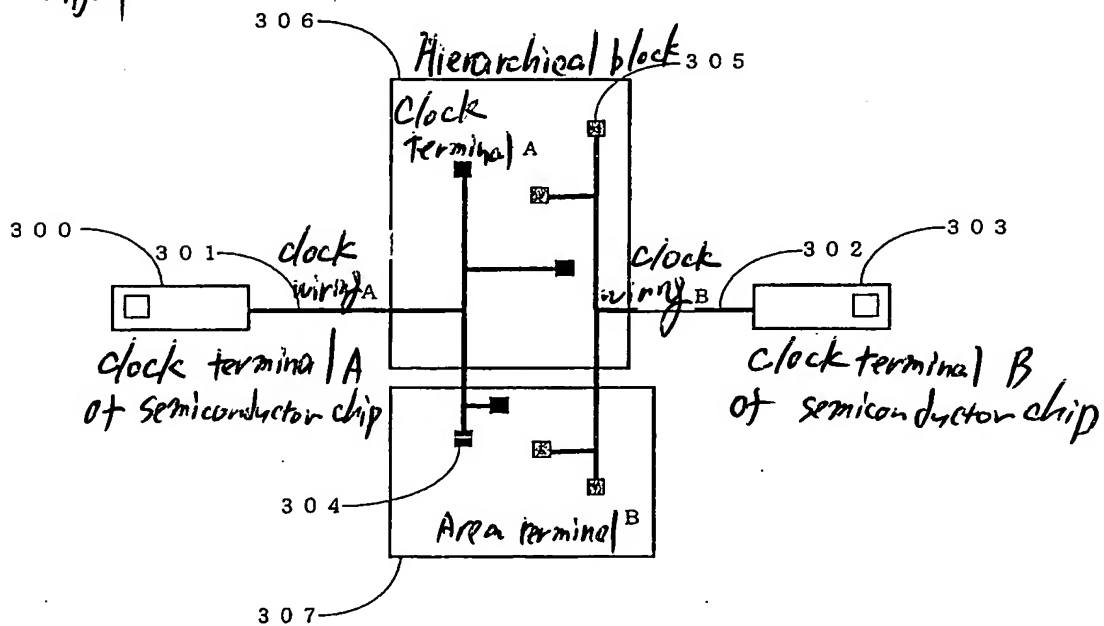 306
Hierarchical block
305
Clock
terminal A
300
301
clock
wiring A
clock
wiring B
302
303
clock terminal A
of semiconductor chip
clock terminal B
of semiconductor chip
304
Area terminal B
307